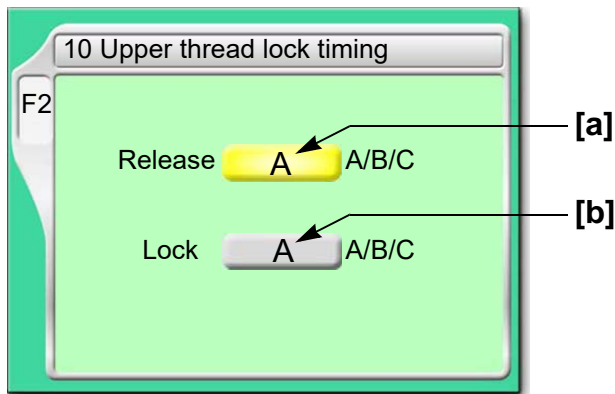 10 Upper thread lock timing
F2
[a]
Release A A/B/C
[b]
Lock A A/B/C